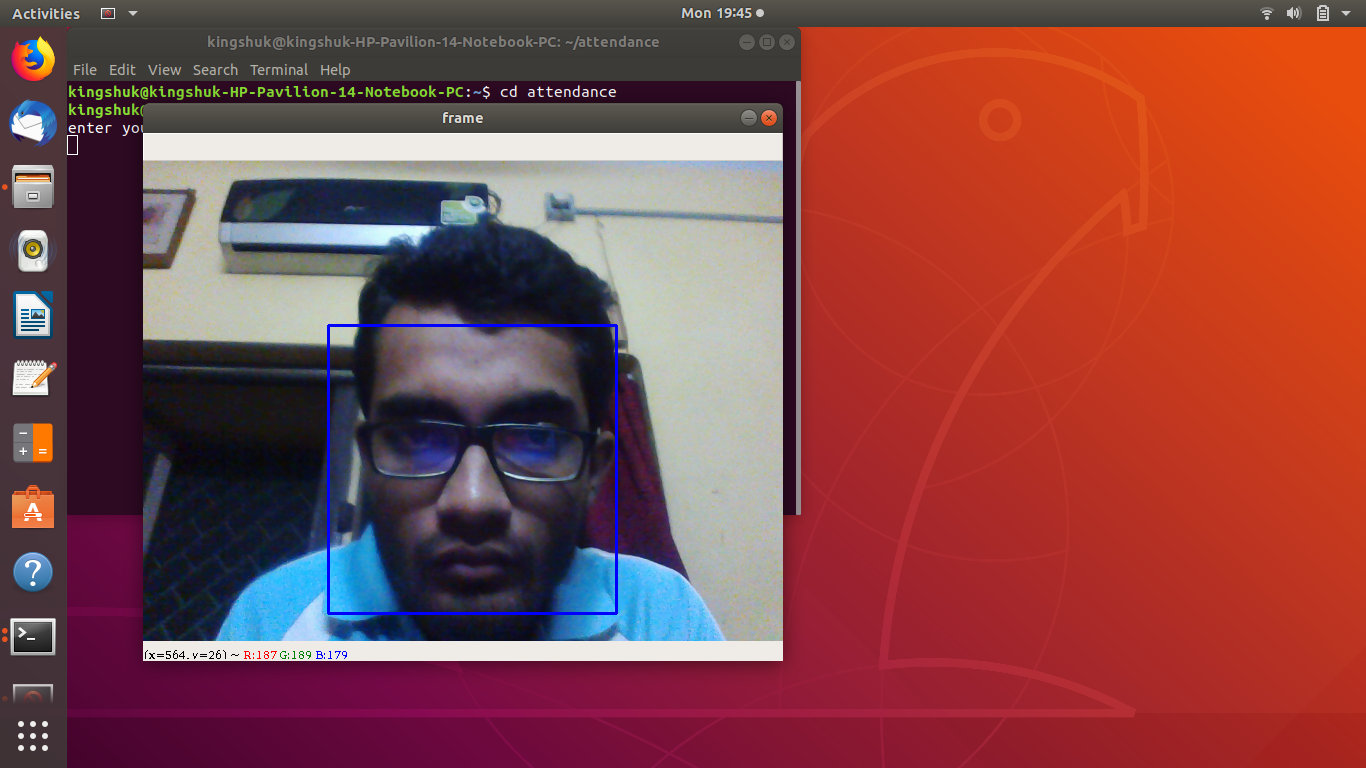 Activities
Mon 19:45
kingshuk@kingshuk-HP-Pavilion-14-Notebook-PC: ~/attendance
File Edit View Search Terminal Help
kingshuk@kingshuk-HP-Pavilion-14-Notebook-PC:~$ cd attendance
kingshuk@
enter you
frame
(x=564, y=26) ~ R:187 G:189 B:179